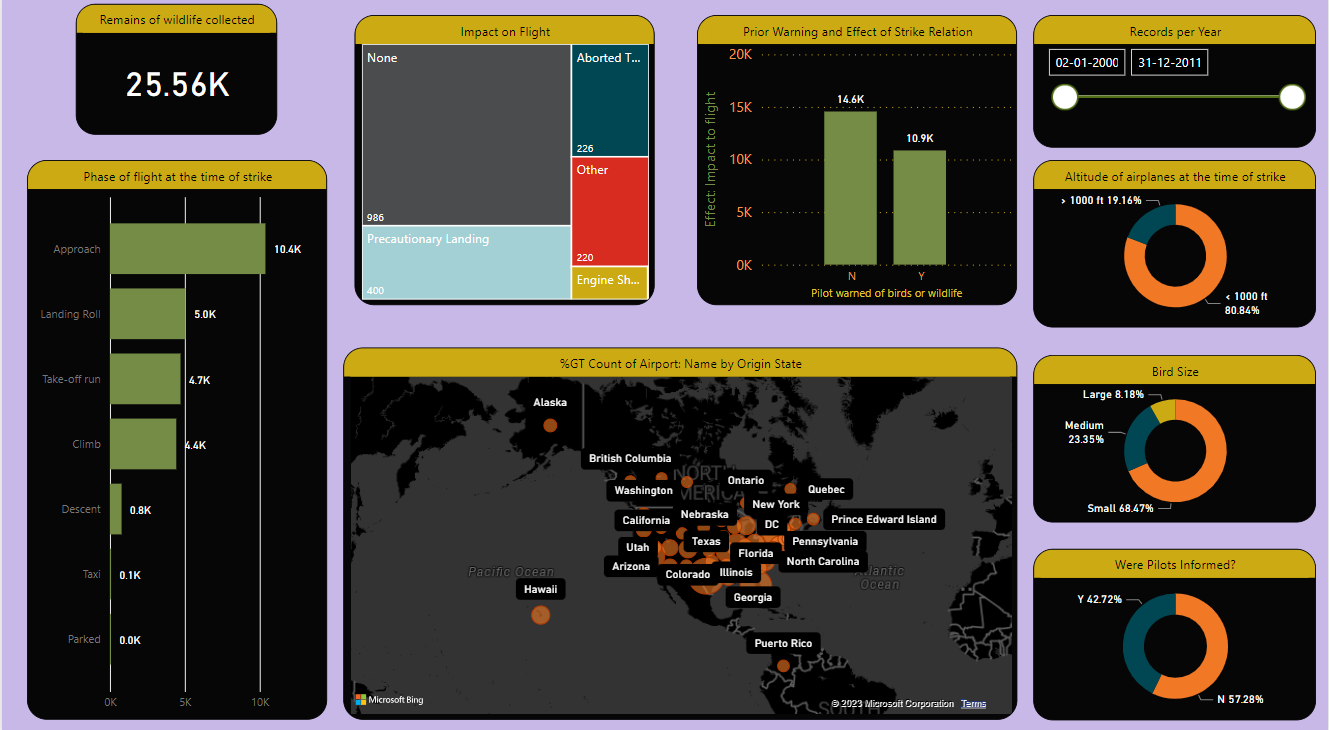 Remains of wildlife collected
25.56K
Impact on Flight
None
986
Precautionary Landing
400
Aborted T...
226
Other
220
Engine Sh...
Prior Warning and Effect of Strike Relation
Effect: Impact to flight
20K
15K
10K
5K
0K
14.6K
10.9K
N
Y
Pilot warned of birds or wildlife
Records per Year
02-01-2000
31-12-2011
Phase of flight at the time of strike
Approach
10.4K
Landing Roll
5.0K
Take-off run
4.7K
Climb
4.4K
Descent
0.8K
Taxi
0.1K
Parked
0.0K
0K
5K
10K
Altitude of airplanes at the time of strike
> 1000 ft 19.16%
< 1000 ft
80.84%
%GT Count of Airport: Name by Origin State
Alaska
British Columbia
NORTH
AMERICA
Washington
Ontario
Quebec
New York
Nebraska
California
DC
Prince Edward Island
Utah
Texas
Pennsylvania
Florida
North Carolina
Arizona
Colorado
Illinois
Georgia
Pacific Ocean
Atlantic
Ocean
Hawaii
Puerto Rico
SOUTH
Microsoft Bing
© 2023 Microsoft Corporation
Terms
Bird Size
Large 8.18%
Medium
23.35%
Small 68.47%
Were Pilots Informed?
Y 42.72%
N 57.28%